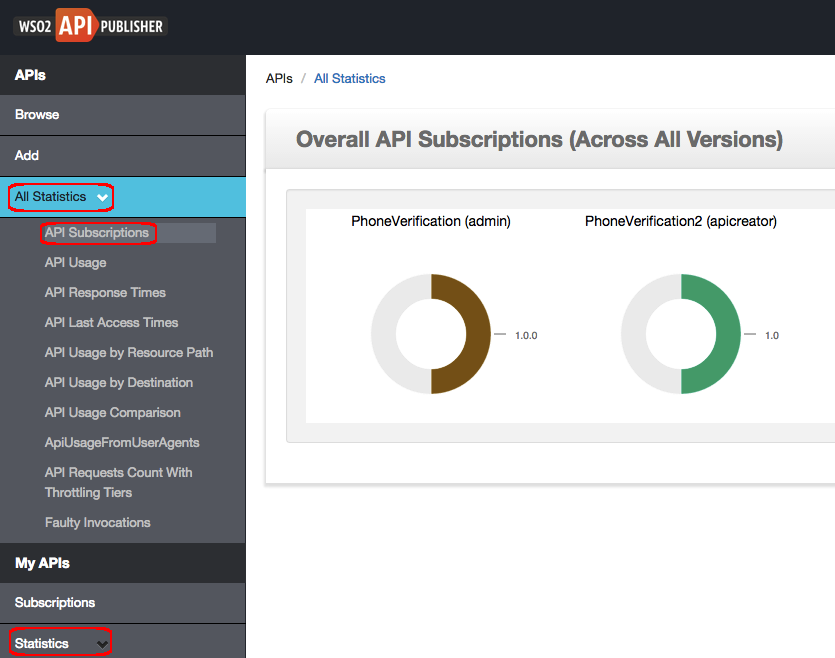 WSO2 API PUBLISHER
APIs
Browse
Add
All Statistics
API Subscriptions
API Usage
API Response Times
API Last Access Times
API Usage by Resource Path
API Usage by Destination
API Usage Comparison
ApiUsageFromUserAgents
API Requests Count With
Throttling Tiers
Faulty Invocations
My APIs
Subscriptions
Statistics
APIs / All Statistics
Overall API Subscriptions (Across All Versions)
PhoneVerification (admin)
1.0.0
PhoneVerification2 (apicreator)
1.0